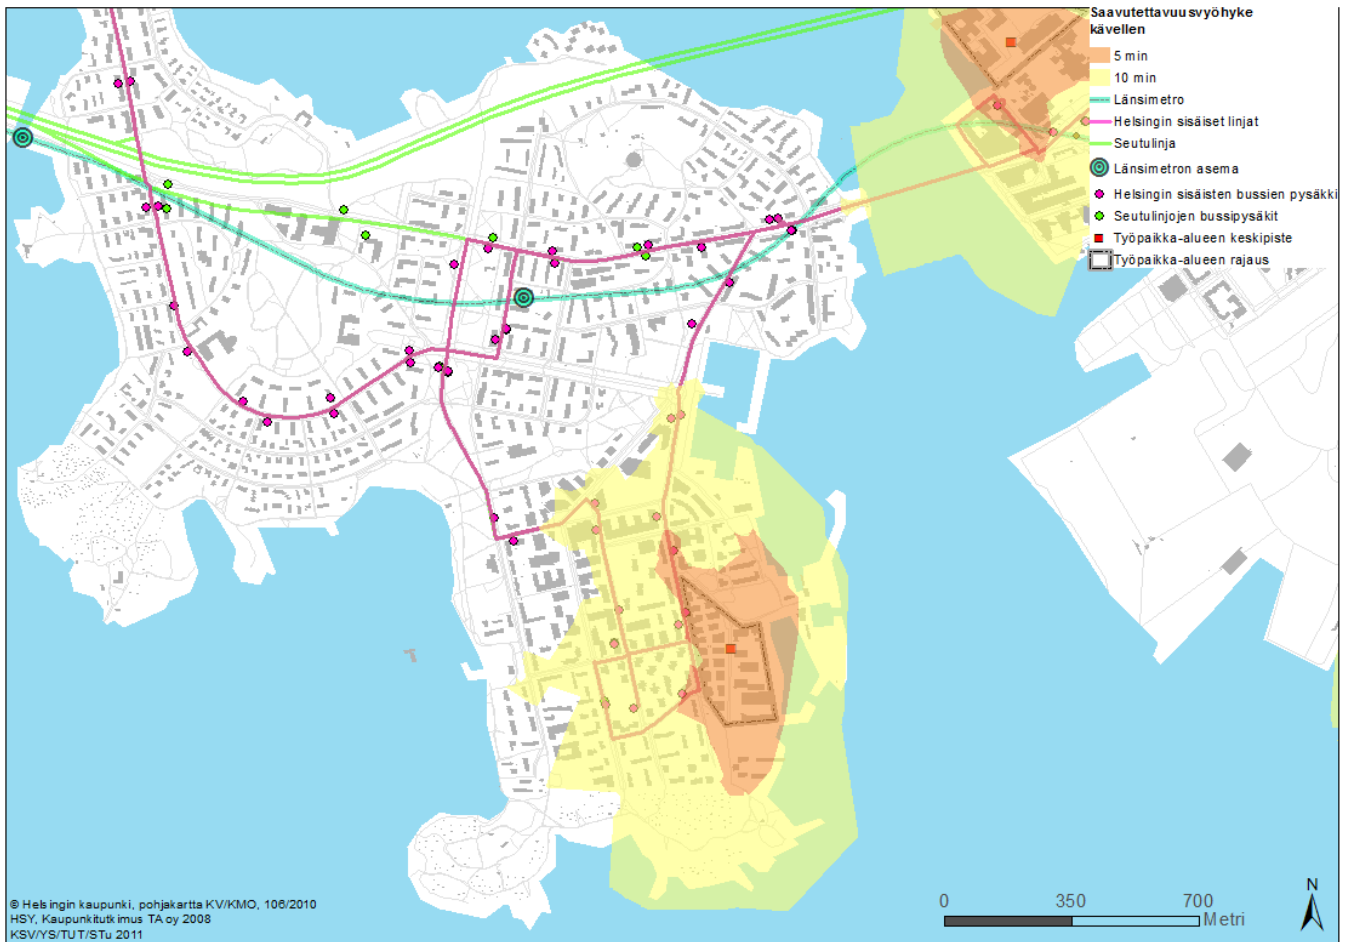 Saavutettavuusvyöhyke
kävellen
5 min
10 min
Länsimetro
Helsingin sisäiset linjat
Seutulinja
Länsimetron asema
Helsingin sisäisten bussien pysäkki
Seutulinjojen bussipysäkit
Työpaikka-alueen keskipiste
Työpaikka-alueen rajaus
© Helsingin kaupunki, pohjakartta KV/KMO, 106/2010
HSY, Kaupunkitutkimus TA oy 2008
KSV/YS/TUT/STu 2011
0 350 700
Metri
N